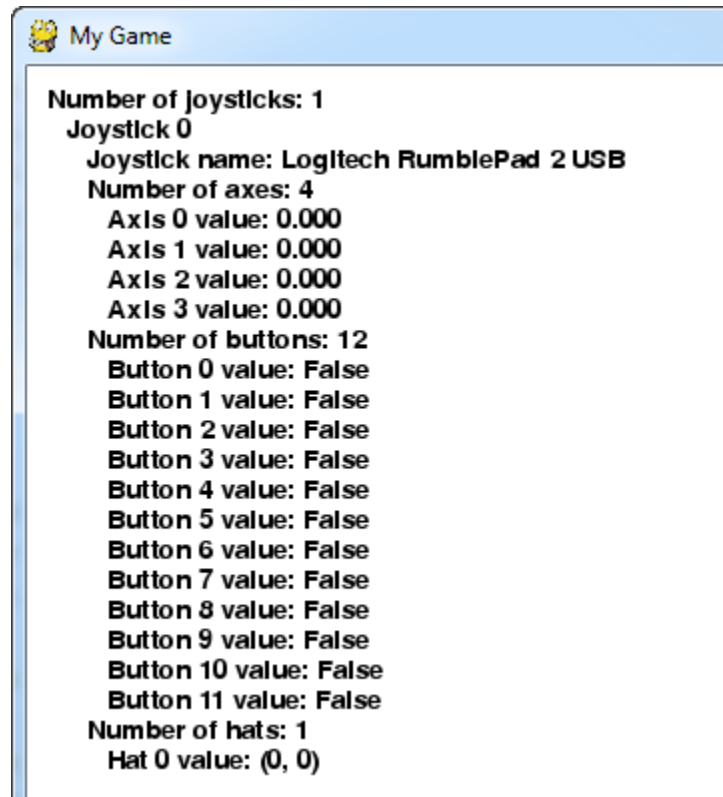 My Game
Number of joysticks: 1
Joystick 0
Joystick name: Logitech RumblePad 2 USB
Number of axes: 4
Axis 0 value: 0.000
Axis 1 value: 0.000
Axis 2 value: 0.000
Axis 3 value: 0.000
Number of buttons: 12
Button 0 value: False
Button 1 value: False
Button 2 value: False
Button 3 value: False
Button 4 value: False
Button 5 value: False
Button 6 value: False
Button 7 value: False
Button 8 value: False
Button 9 value: False
Button 10 value: False
Button 11 value: False
Number of hats: 1
Hat 0 value: (0, 0)